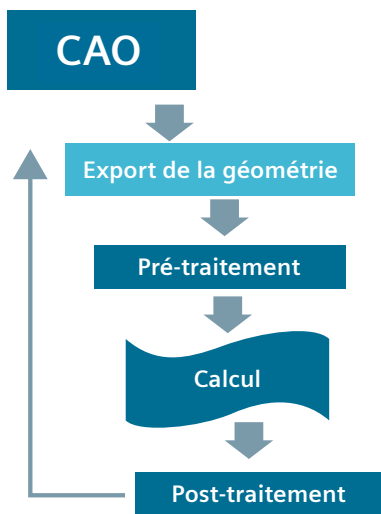 CAO
Export de la géométrie
Pré-traitement
Calcul
Post-traitement